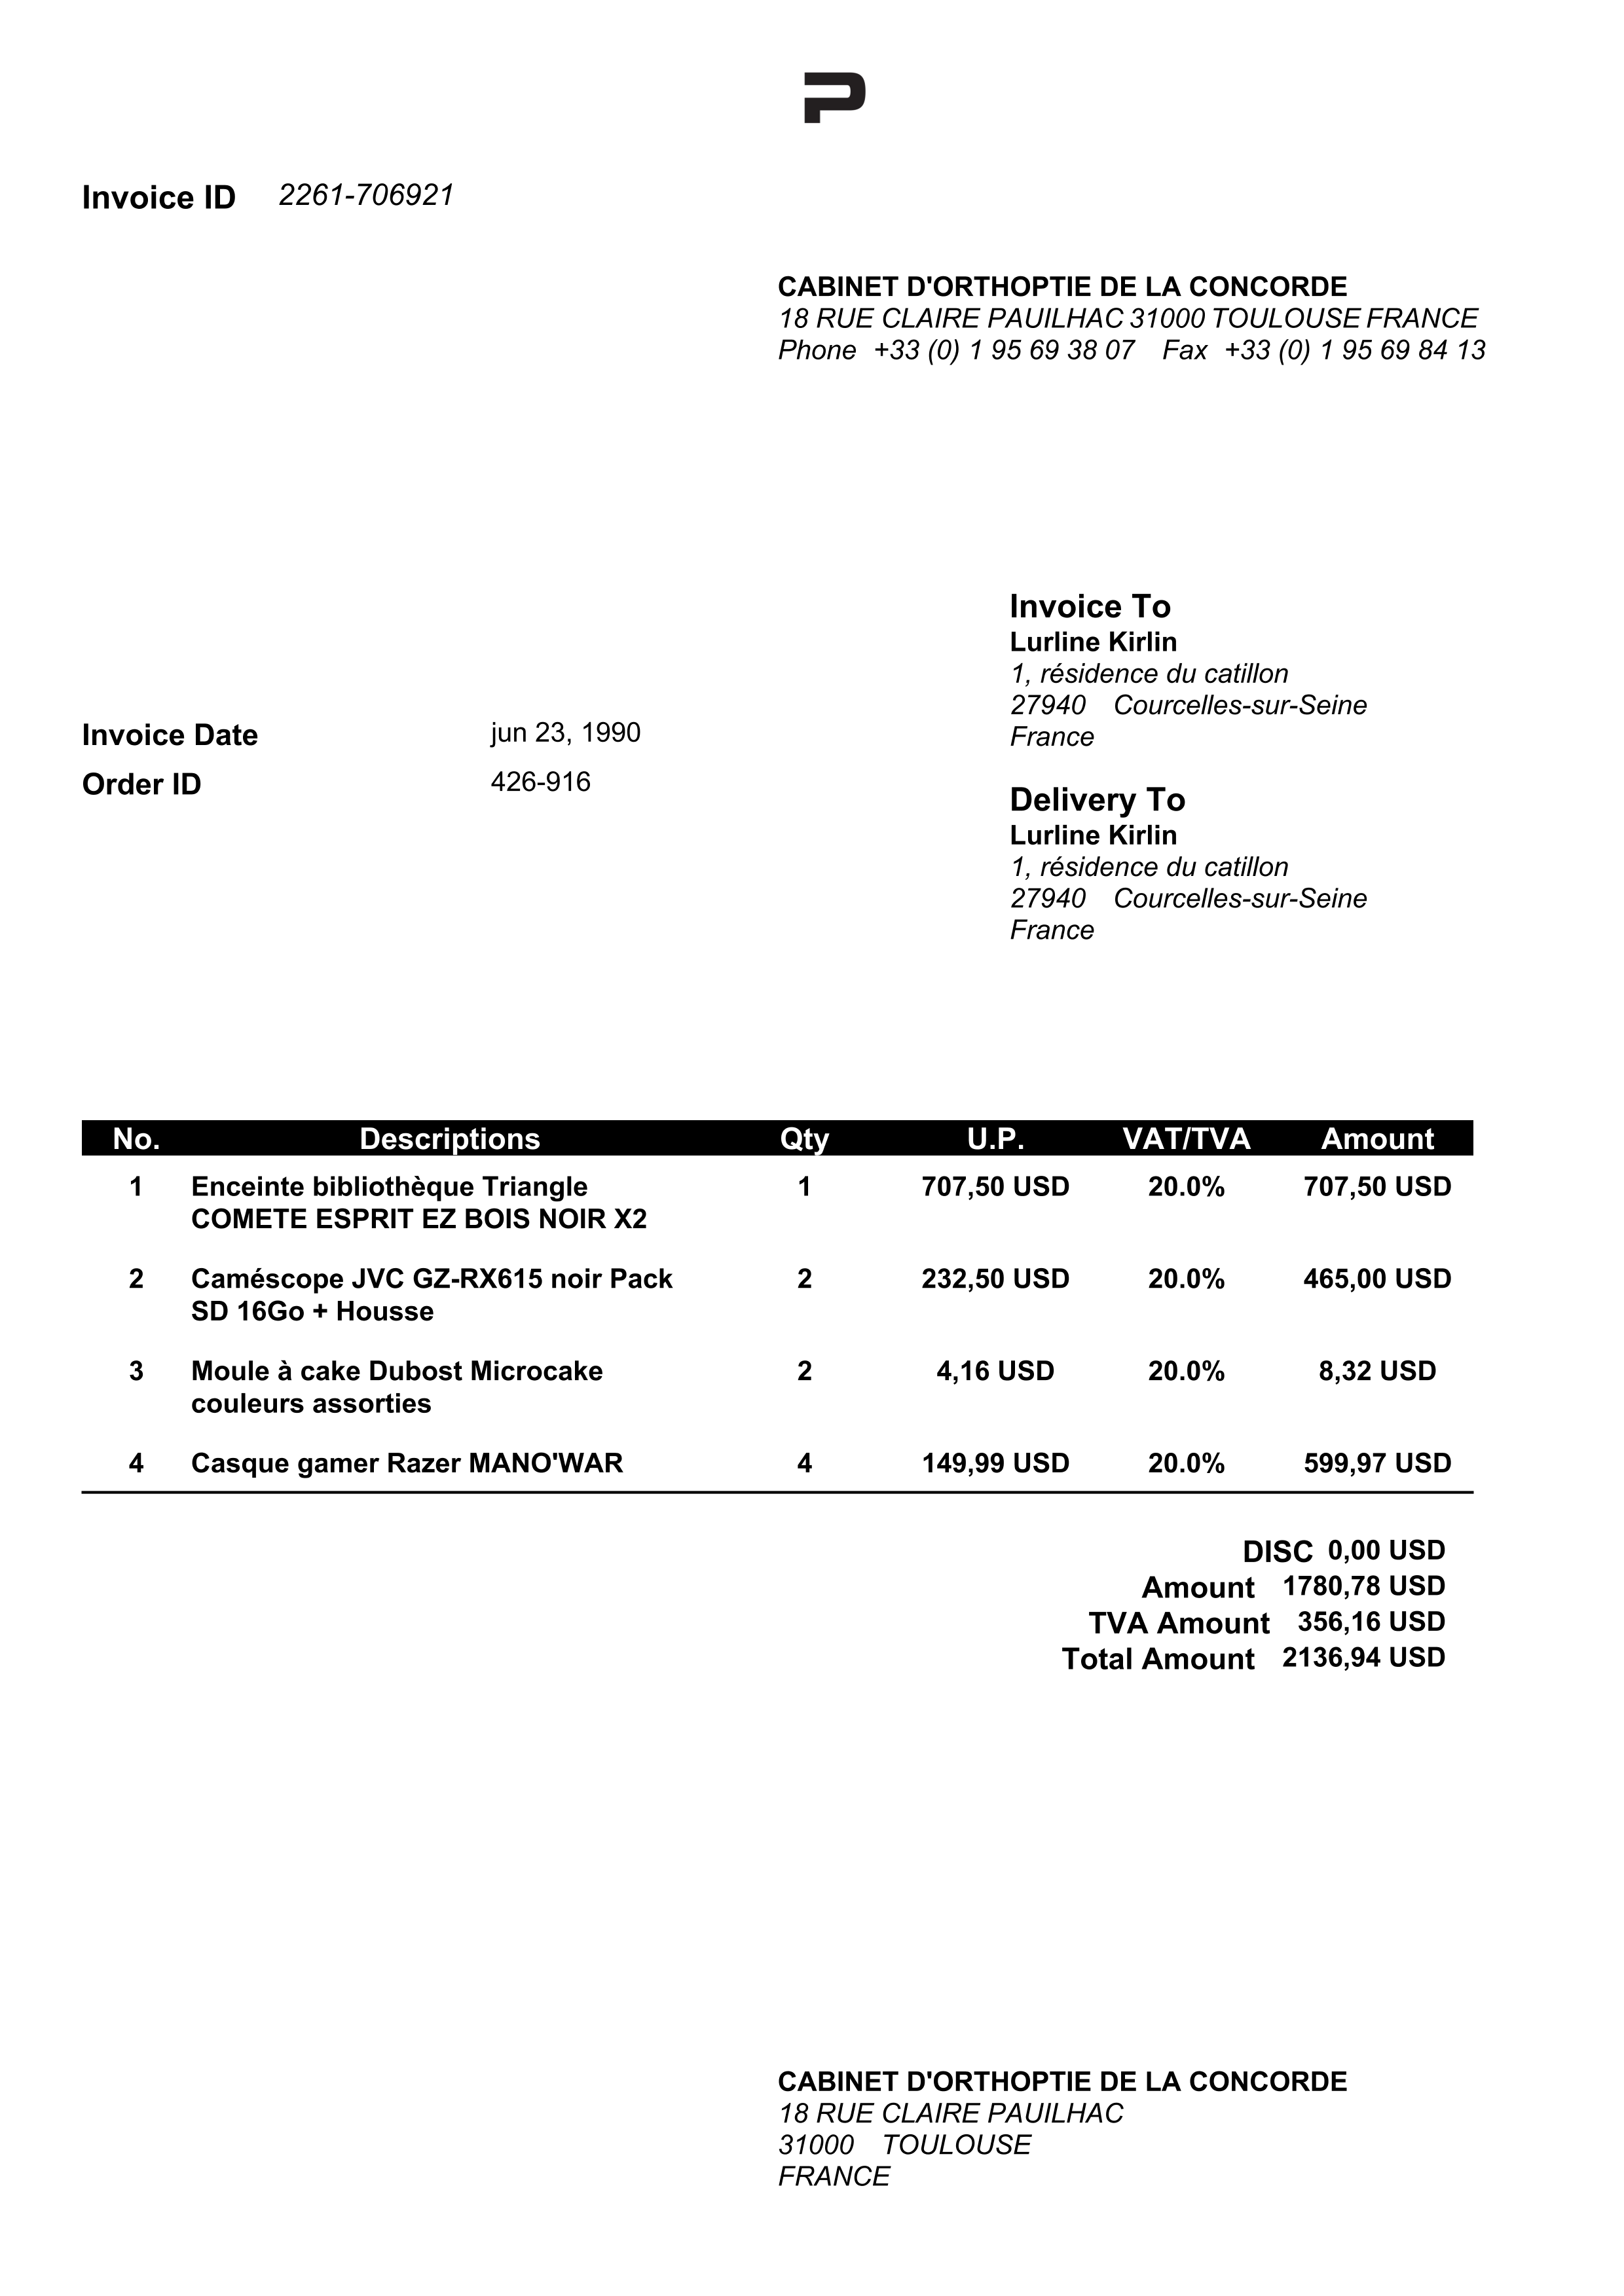 P
Invoice ID 2261-706921
CABINET D'ORTHOPTIE DE LA CONCORDE
18 RUE CLAIRE PAUILHAC 31000 TOULOUSE FRANCE
Phone +33 (0) 1 95 69 38 07 Fax +33 (0) 1 95 69 84 13
Invoice To
Lurline Kirlin
1, résidence du catillon
27940 Courcelles-sur-Seine
France
Invoice Date jun 23, 1990
Order ID 426-916
Delivery To
Lurline Kirlin
1, résidence du catillon
27940 Courcelles-sur-Seine
France
No. Descriptions Qty U.P. VAT/TVA Amount
1 Enceinte bibliothèque Triangle 1 707,50 USD 20.0% 707,50 USD
COMETE ESPRIT EZ BOIS NOIR X2
2 Caméscope JVC GZ-RX615 noir Pack 2 232,50 USD 20.0% 465,00 USD
SD 16Go + Housse
3 Moule à cake Dubost Microcake 2 4,16 USD 20.0% 8,32 USD
couleurs assorties
4 Casque gamer Razer MANO'WAR 4 149,99 USD 20.0% 599,97 USD
DISC 0,00 USD
Amount 1780,78 USD
TVA Amount 356,16 USD
Total Amount 2136,94 USD
CABINET D'ORTHOPTIE DE LA CONCORDE
18 RUE CLAIRE PAUILHAC
31000 TOULOUSE
FRANCE